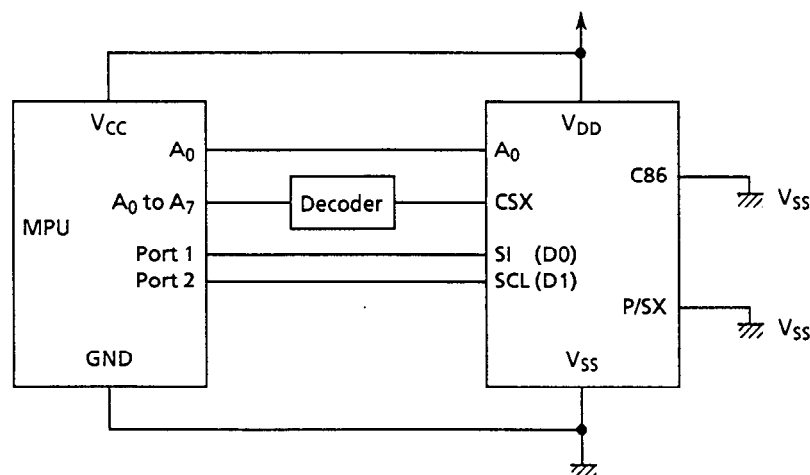 VCC
VDD
A0
A0
C86
VSS
A0 to A7
Decoder
CSX
MPU
Port 1
SI (D0)
Port 2
SCL (D1)
P/SX
VSS
GND
VSS